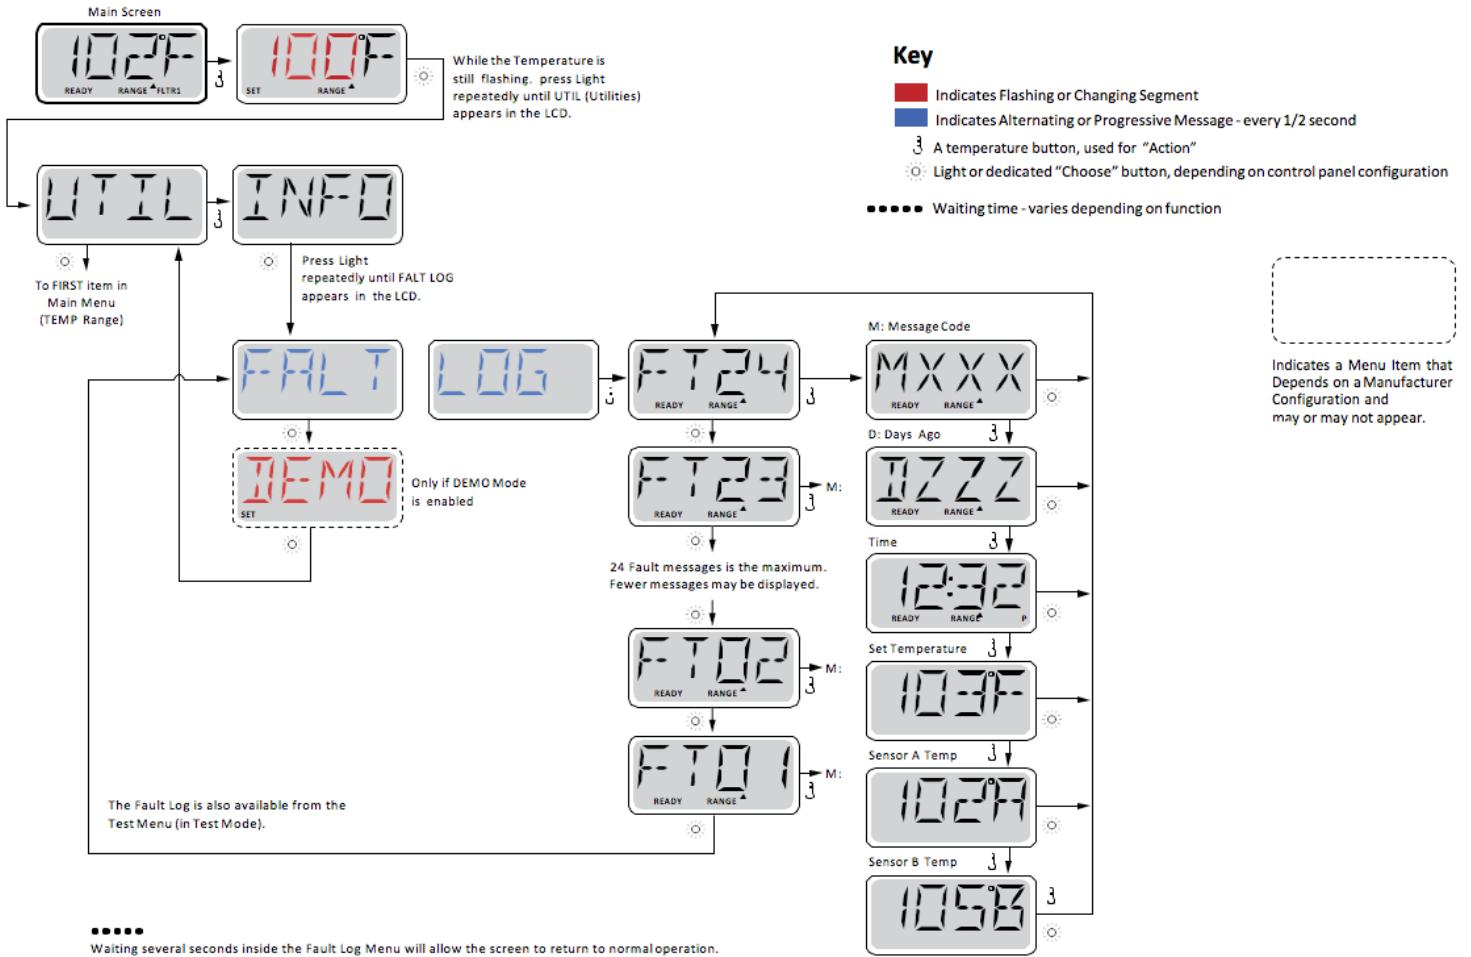 Main Screen
102°F
READY RANGE FLTR1
100°F
SET RANGE
While the Temperature is
still flashing, press Light
repeatedly until UTIL (Utilities)
appears in the LCD.
Key
Indicates Flashing or Changing Segment
Indicates Alternating or Progressive Message - every 1/2 second
A temperature button, used for “Action”
Light or dedicated “Choose” button, depending on control panel configuration
Waiting time - varies depending on function
UTIL
INFO
To FIRST item in
Main Menu
(TEMP Range)
Press Light
repeatedly until FALT LOG
appears in the LCD.
Indicates a Menu Item that
Depends on a Manufacturer
Configuration and
may or may not appear.
FALT
LOG
FT24
READY RANGE
M: Message Code
MXXX
READY RANGE
DEMO
SET
Only if DEMO Mode
is enabled
FT23
READY RANGE
M:
D: Days Ago
DZZZ
READY RANGE
24 Fault messages is the maximum.
Fewer messages may be displayed.
Time
12:32
READY RANGE P
FT02
READY RANGE
M:
Set Temperature
103°F
FT01
READY RANGE
M:
Sensor A Temp
102°A
Sensor B Temp
105°B
The Fault Log is also available from the
Test Menu (in Test Mode).
Waiting several seconds inside the Fault Log Menu will allow the screen to return to normal operation.